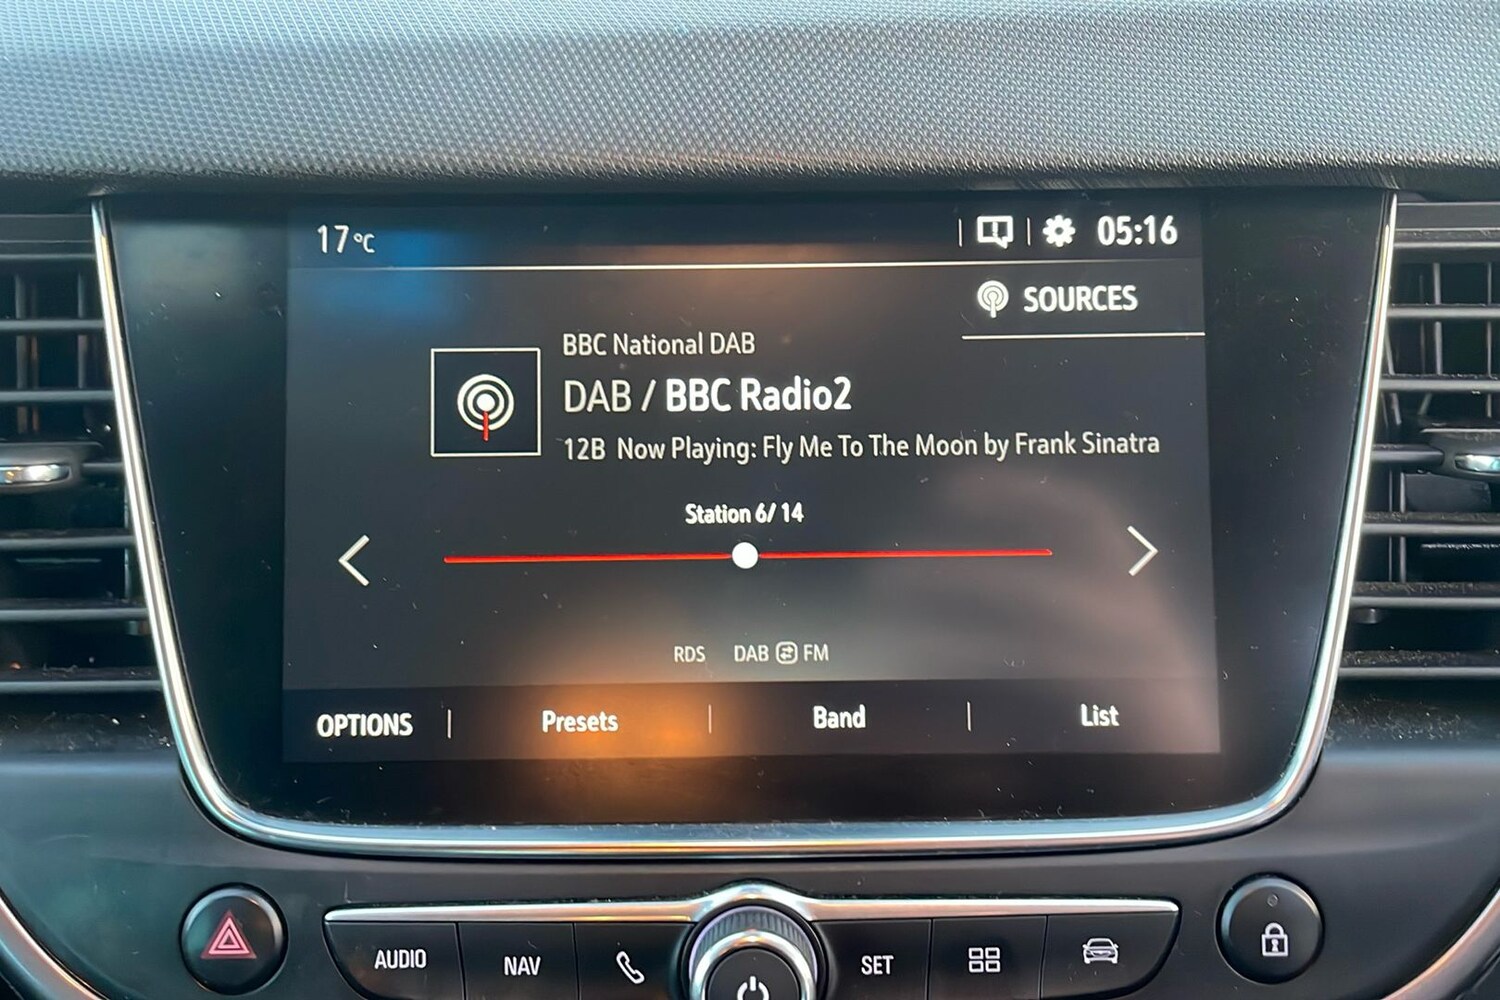 17°C 05:16
SOURCES
BBC National DAB
DAB / BBC Radio2
12B Now Playing: Fly Me To The Moon by Frank Sinatra
Station 6/14
RDS DAB FM
OPTIONS | Presets | Band | List
AUDIO NAV SET